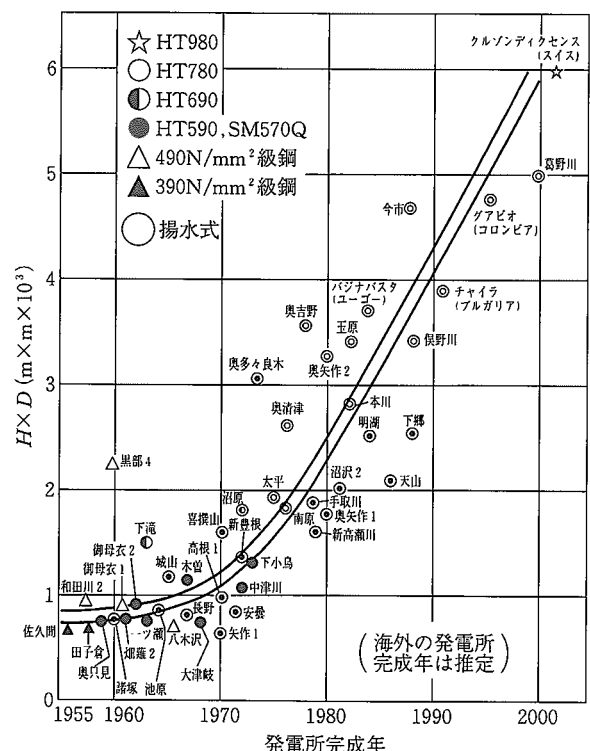 ☆HT980
○HT780
◐HT690
●HT590,SM570Q
△490N/mm²級鋼
▲390N/mm²級鋼
○揚水式
クルゾンディクセンス
(スイス)
葛野川
今市
グアビオ
(コロンビア)
バジナバスタ
(ユーゴー)
チャイラ
(ブルガリア)
奥吉野
玉原
俣野川
奥矢作2
奥多々良木
奥清津
本川
明湖
下郷
黒部4
沼沢2
天山
太平
沼原
手取川
喜撰山
新豊根
南原
奥矢作1
新高瀬川
下滝
高根1
御母衣2
城山
木曽
下小鳥
御母衣1
中津川
和田川2
長野
安曇
佐久間
一ツ瀬
八木沢
矢作1
田子倉
畑薙2
奥只見
大津岐
諸塚
池原
(海外の発電所
完成年は推定)
6
5
4
3
2
1
0
H×D(m×m×10³)
1955 1960 1970 1980 1990 2000
発電所完成年